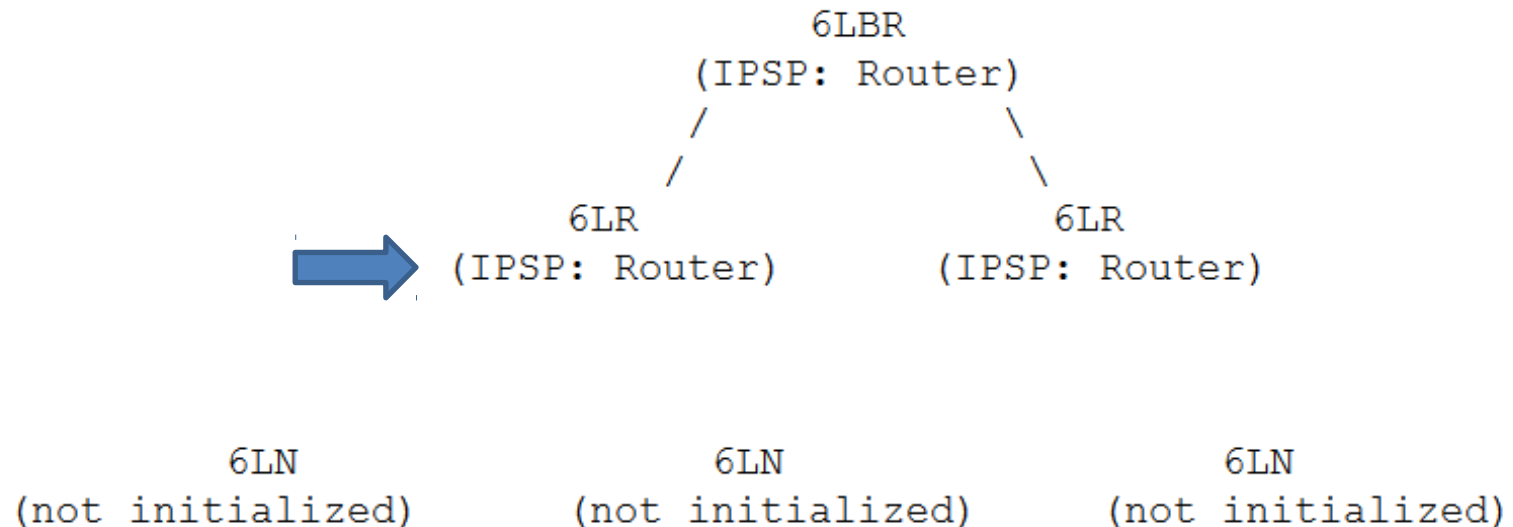 6LBR
(IPSP: Router)
/ \
/ \
6LR 6LR
(IPSP: Router) (IPSP: Router)
6LN 6LN 6LN
(not initialized) (not initialized) (not initialized)